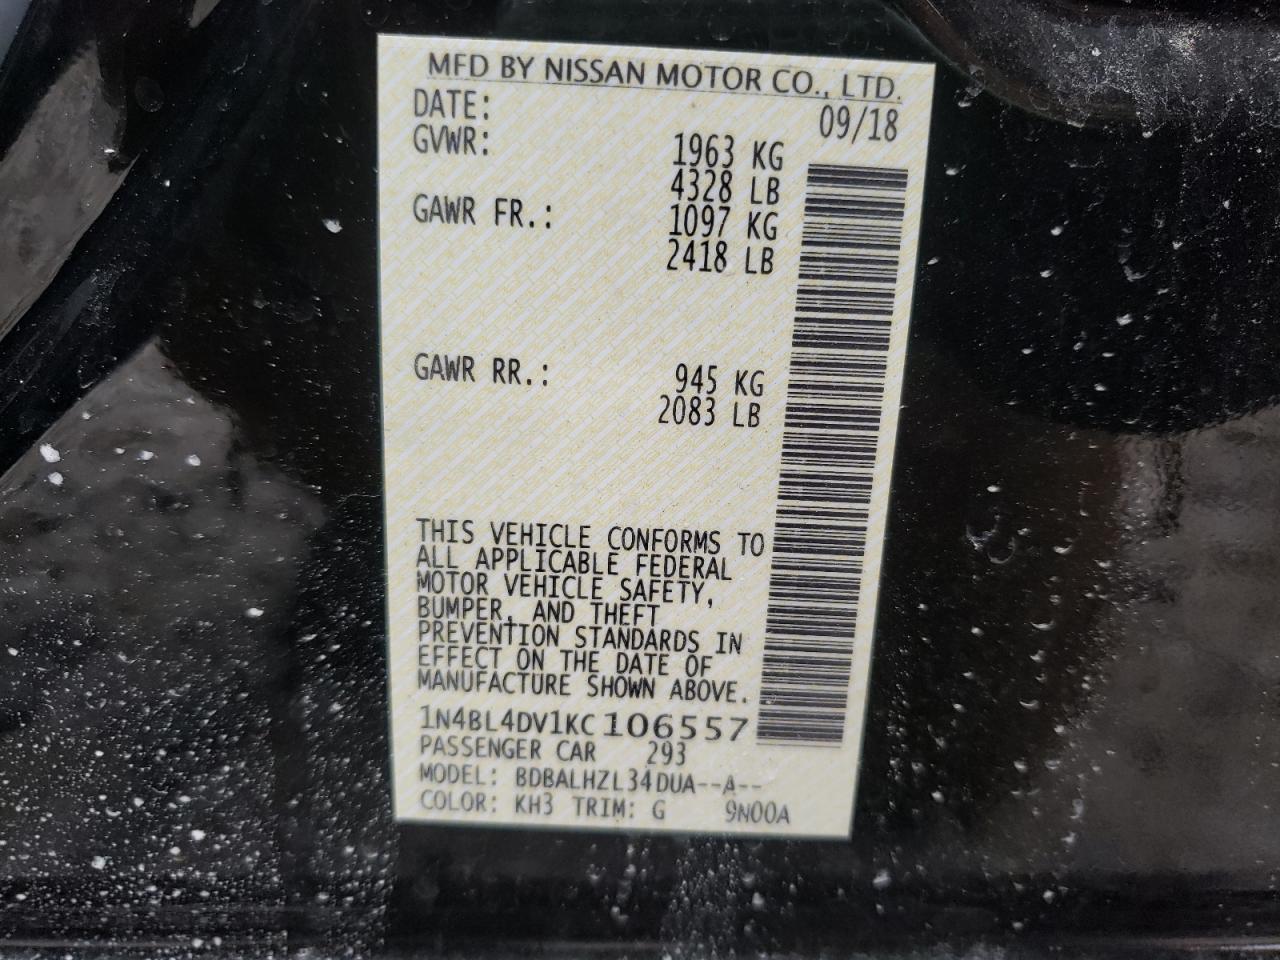 MFD BY NISSAN MOTOR CO., LTD.
DATE: 09/18
GVWR: 1963 KG
4328 LB
GAWR FR.: 1097 KG
2418 LB
GAWR RR.: 945 KG
2083 LB
THIS VEHICLE CONFORMS TO
ALL APPLICABLE FEDERAL
MOTOR VEHICLE SAFETY,
BUMPER, AND THEFT
PREVENTION STANDARDS IN
EFFECT ON THE DATE OF
MANUFACTURE SHOWN ABOVE.
1N4BL4DV1KC106557
PASSENGER CAR 293
MODEL: BDBALHZL34DUA--A--
COLOR: KH3 TRIM: G 9N00A